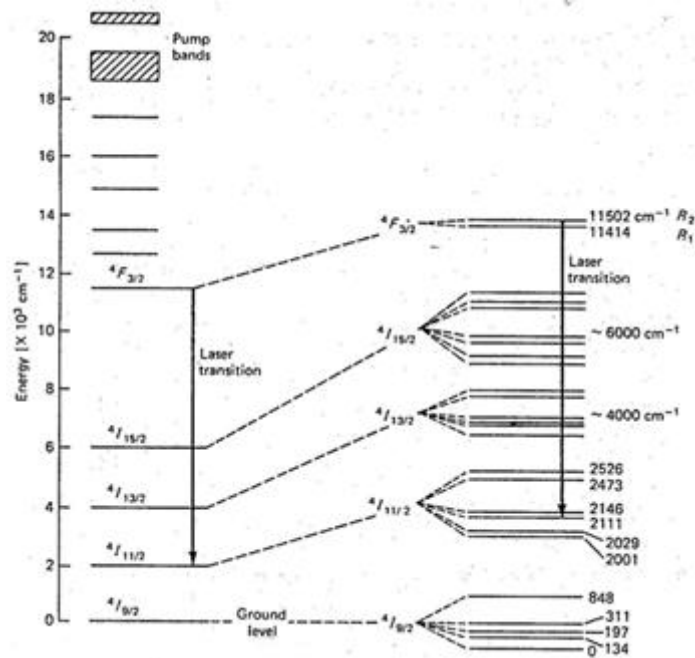 20
Pump
bands
18
16
14
⁴F₃/₂
11502 cm⁻¹ R₂
11414 R₁
12
⁴F₃/₂
Laser
transition
Energy [X 10³ cm⁻¹]
10
⁴I₁₅/₂
~ 6000 cm⁻¹
Laser
transition
8
⁴I₁₃/₂
~ 4000 cm⁻¹
⁴I₁₅/₂
6
2526
2473
⁴I₁₃/₂
4
⁴I₁₁/₂
2146
2111
2029
2001
⁴I₁₁/₂
2
848
⁴I₉/₂
0
Ground
level
⁴I₉/₂
311
197
134
0